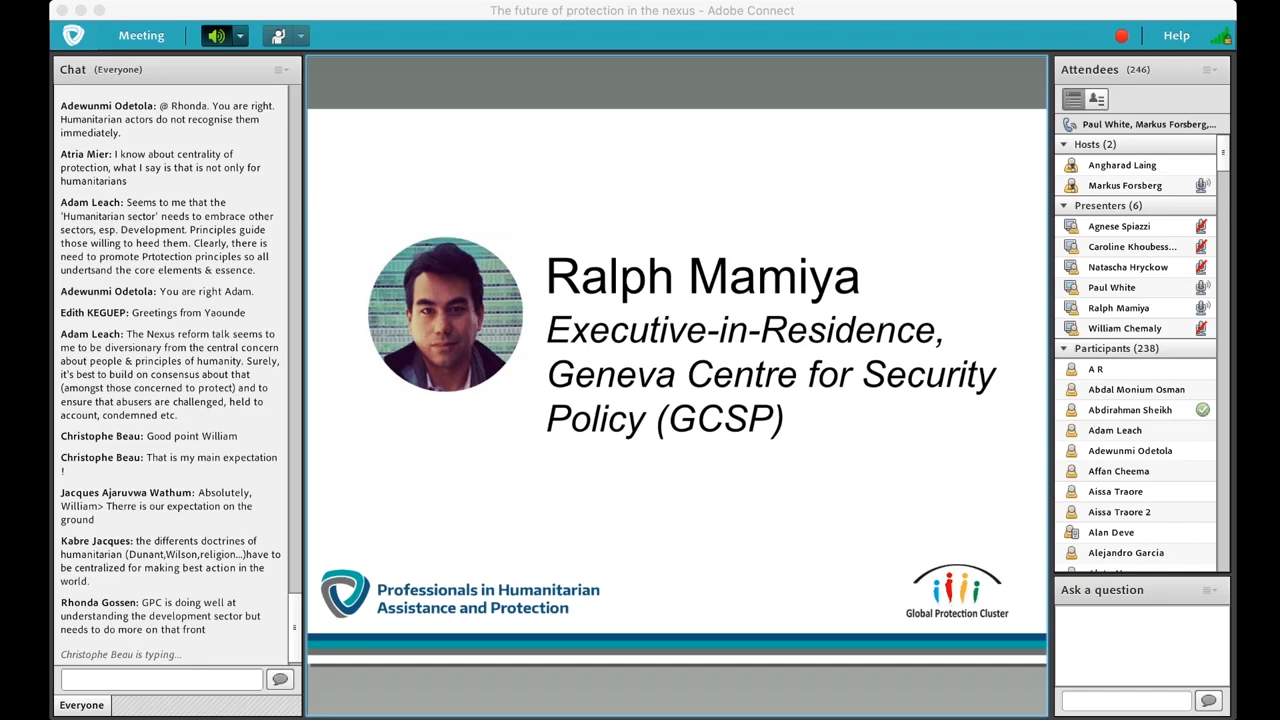 The future of protection in the nexus - Adobe Connect
Meeting
Help
Chat (Everyone)
Adewunmi Odetola: @ Rhonda. You are right.
Humanitarian actors do not recognise them
immediately.
Atria Mier: I know about centrality of
protection, what I say is that is not only for
humanitarians
Adam Leach: Seems to me that the
'Humanitarian sector' needs to embrace other
sectors, esp. Development. Principles guide
those willing to heed them. Clearly, there is
need to promote Prtotection principles so all
undertsand the core elements & essence.
Adewunmi Odetola: You are right Adam.
Edith KEGUEP: Greetings from Yaounde
Adam Leach: The Nexus reform talk seems to
me to be diversionary from the central concern
about people & principles of humanity. Surely,
it's best to build on consensus about that
(amongst those concerned to protect) and to
ensure that abusers are challenged, held to
account, condemned etc.
Christophe Beau: Good point William
Christophe Beau: That is my main expectation
!
Jacques Ajaruvwa Wathum: Absolutely,
William> Therre is our expectation on the
ground
Kabre Jacques: the differents doctrines of
humanitarian (Dunant,Wilson,religion...)have to
be centralized for making best action in the
world.
Rhonda Gossen: GPC is doing well at
understanding the development sector but
needs to do more on that front
Christophe Beau is typing...
Everyone
Ralph Mamiya
Executive-in-Residence,
Geneva Centre for Security
Policy (GCSP)
Professionals in Humanitarian
Assistance and Protection
Global Protection Cluster
Attendees (246)
Paul White, Markus Forsberg,...
Hosts (2)
Angharad Laing
Markus Forsberg
Presenters (6)
Agnese Spiazzi
Caroline Khoubess...
Natascha Hryckow
Paul White
Ralph Mamiya
William Chemaly
Participants (238)
A R
Abdal Monium Osman
Abdirahman Sheikh
Adam Leach
Adewunmi Odetola
Affan Cheema
Aissa Traore
Aissa Traore 2
Alan Deve
Alejandro Garcia
Ask a question